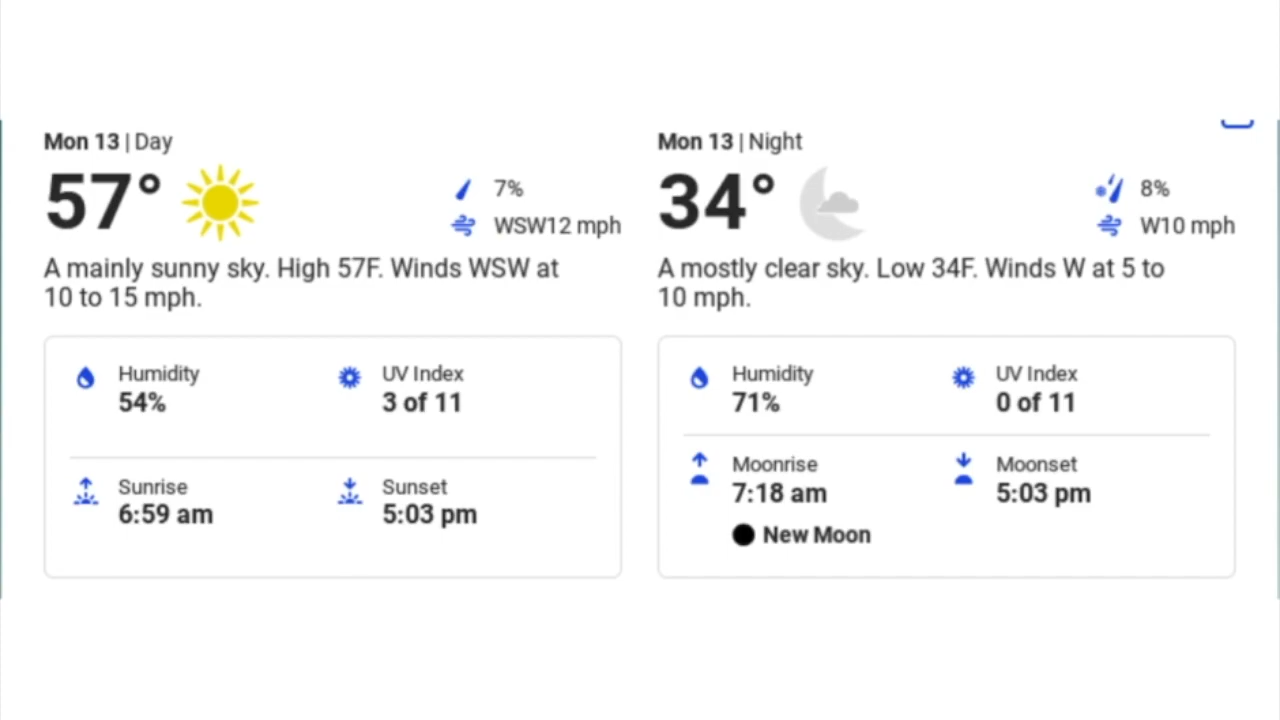 Mon 13 | Day
57°
7%
WSW12 mph
A mainly sunny sky. High 57F. Winds WSW at
10 to 15 mph.
Humidity
54%
UV Index
3 of 11
Sunrise
6:59 am
Sunset
5:03 pm
Mon 13 | Night
34°
8%
W10 mph
A mostly clear sky. Low 34F. Winds W at 5 to
10 mph.
Humidity
71%
UV Index
0 of 11
Moonrise
7:18 am
New Moon
Moonset
5:03 pm